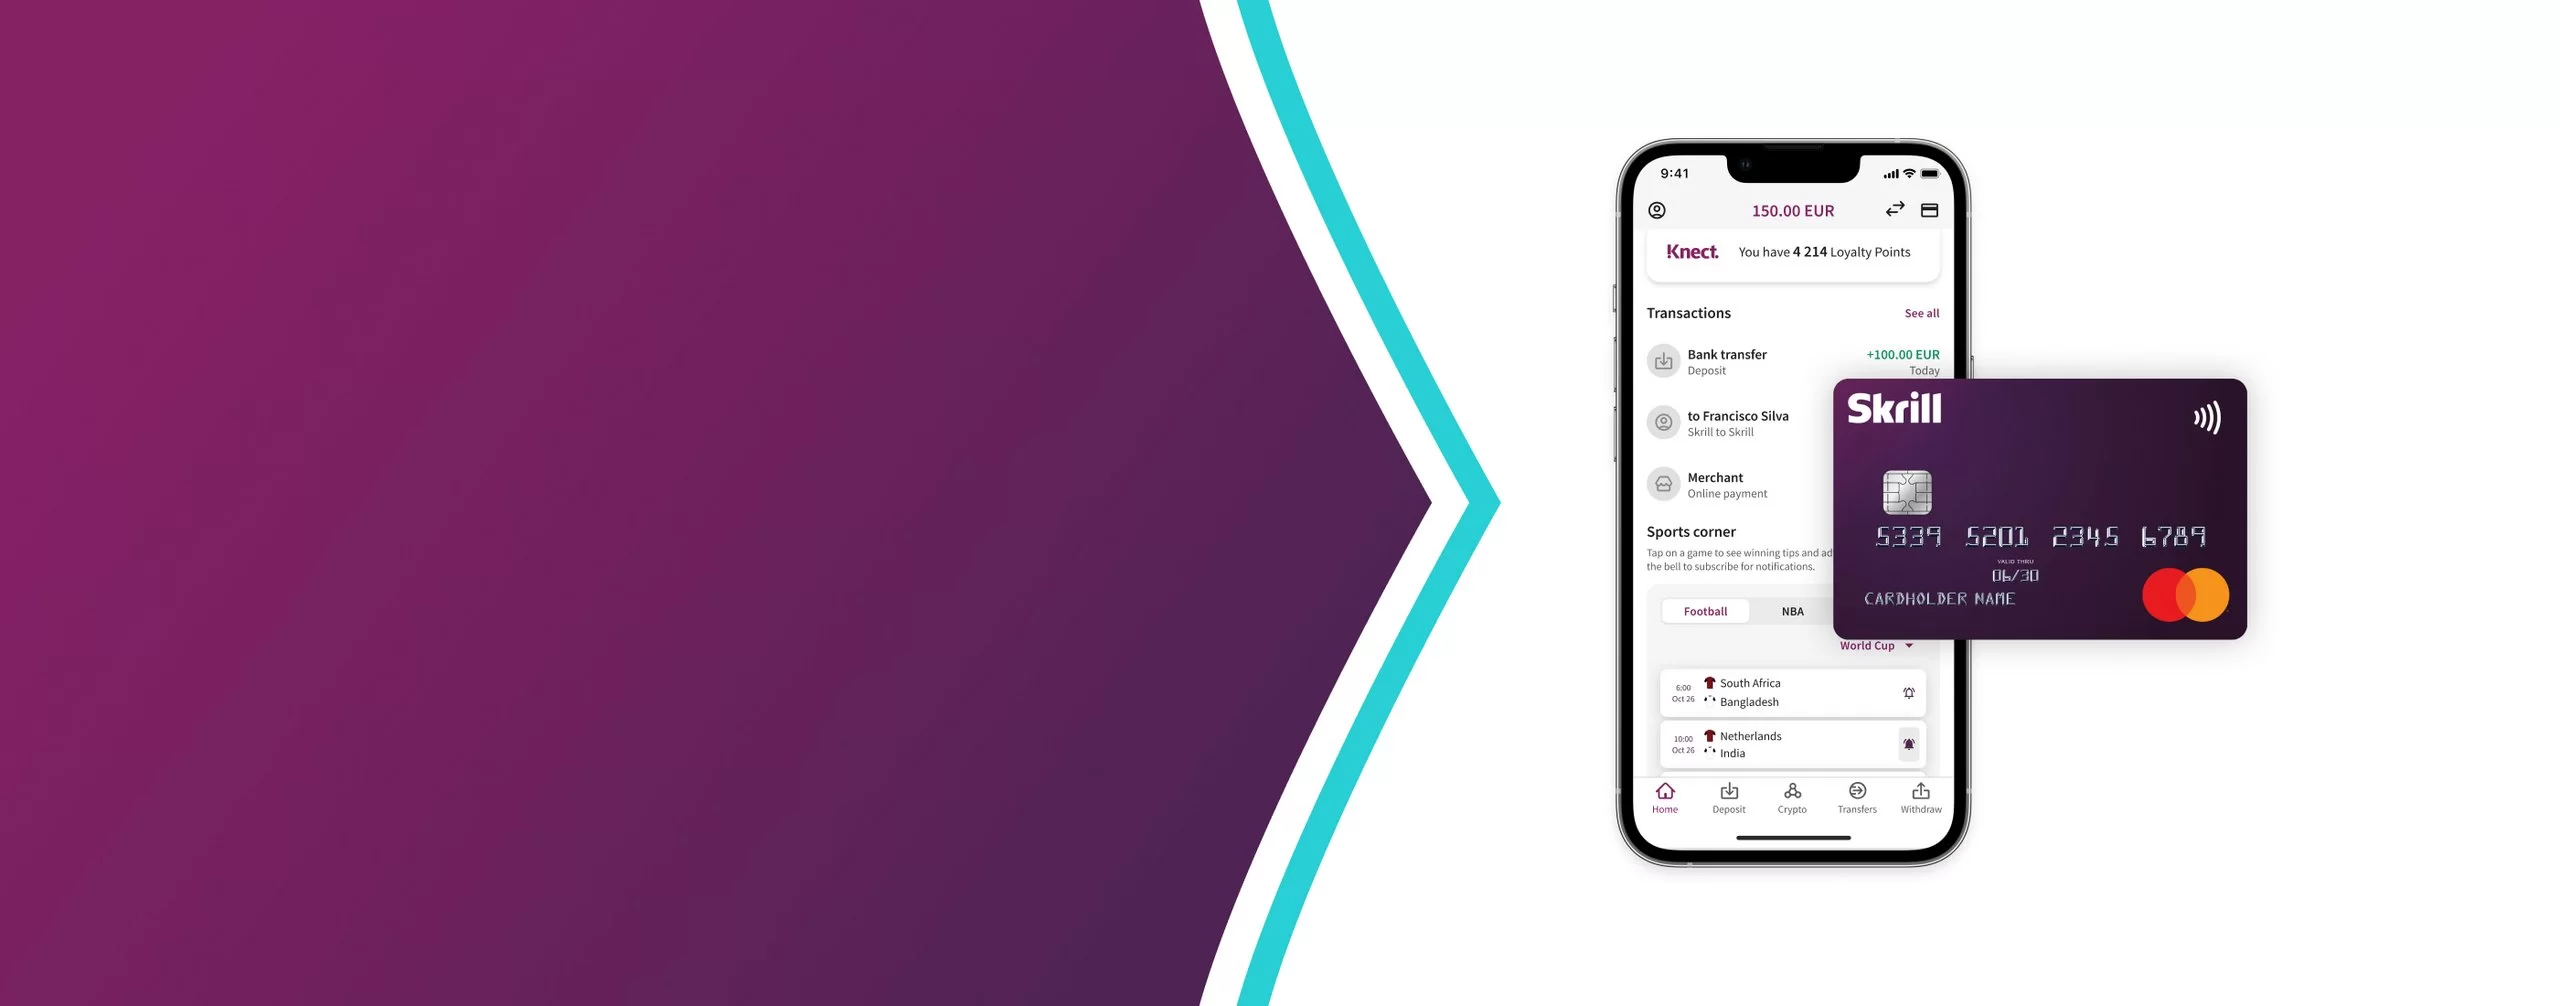 9:41
150.00 EUR
Knect. You have 4 214 Loyalty Points
Transactions See all
Bank transfer +100.00 EUR
Deposit Today
to Francisco Silva
Skrill to Skrill
Merchant
Online payment
Sports corner
Tap on a game to see winning tips and ad
the bell to subscribe for notifications.
Football NBA
World Cup
6:00 South Africa
Oct 26 Bangladesh
10:00 Netherlands
Oct 26 India
Home Deposit Crypto Transfers Withdraw
Skrill
5339 5201 2345 6789
VALID THRU
06/30
CARDHOLDER NAME